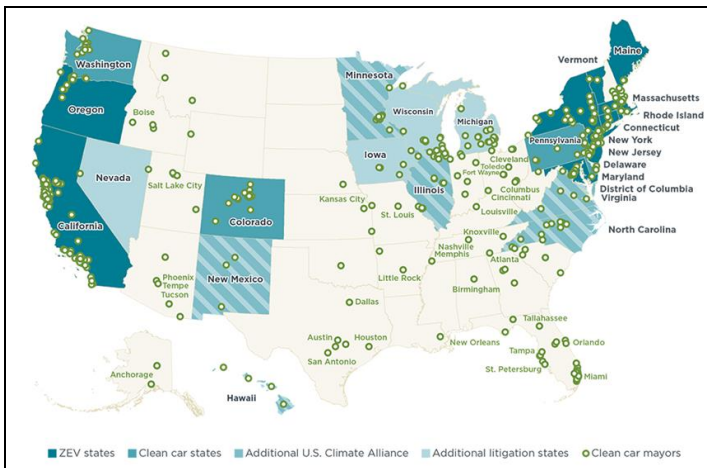 Maine
Vermont
Washington
Minnesota
Massachusetts
Oregon
Boise
Wisconsin
Michigan
Rhode Island
Connecticut
Pennsylvania
New York
New Jersey
Iowa
Cleveland
Toledo
Fort Wayne
Delaware
Maryland
Nevada
Salt Lake City
Illinois
Columbus
Cincinnati
District of Columbia
Virginia
Kansas City
St. Louis
Louisville
California
Colorado
North Carolina
Knoxville
Nashville
Memphis
Atlanta
Phoenix
Tempe
Tucson
New Mexico
Little Rock
Birmingham
Dallas
Tallahassee
Austin
Houston
San Antonio
New Orleans
Orlando
Tampa
St. Petersburg
Miami
Anchorage
Hawaii
ZEV states
Clean car states
Additional U.S. Climate Alliance
Additional litigation states
Clean car mayors